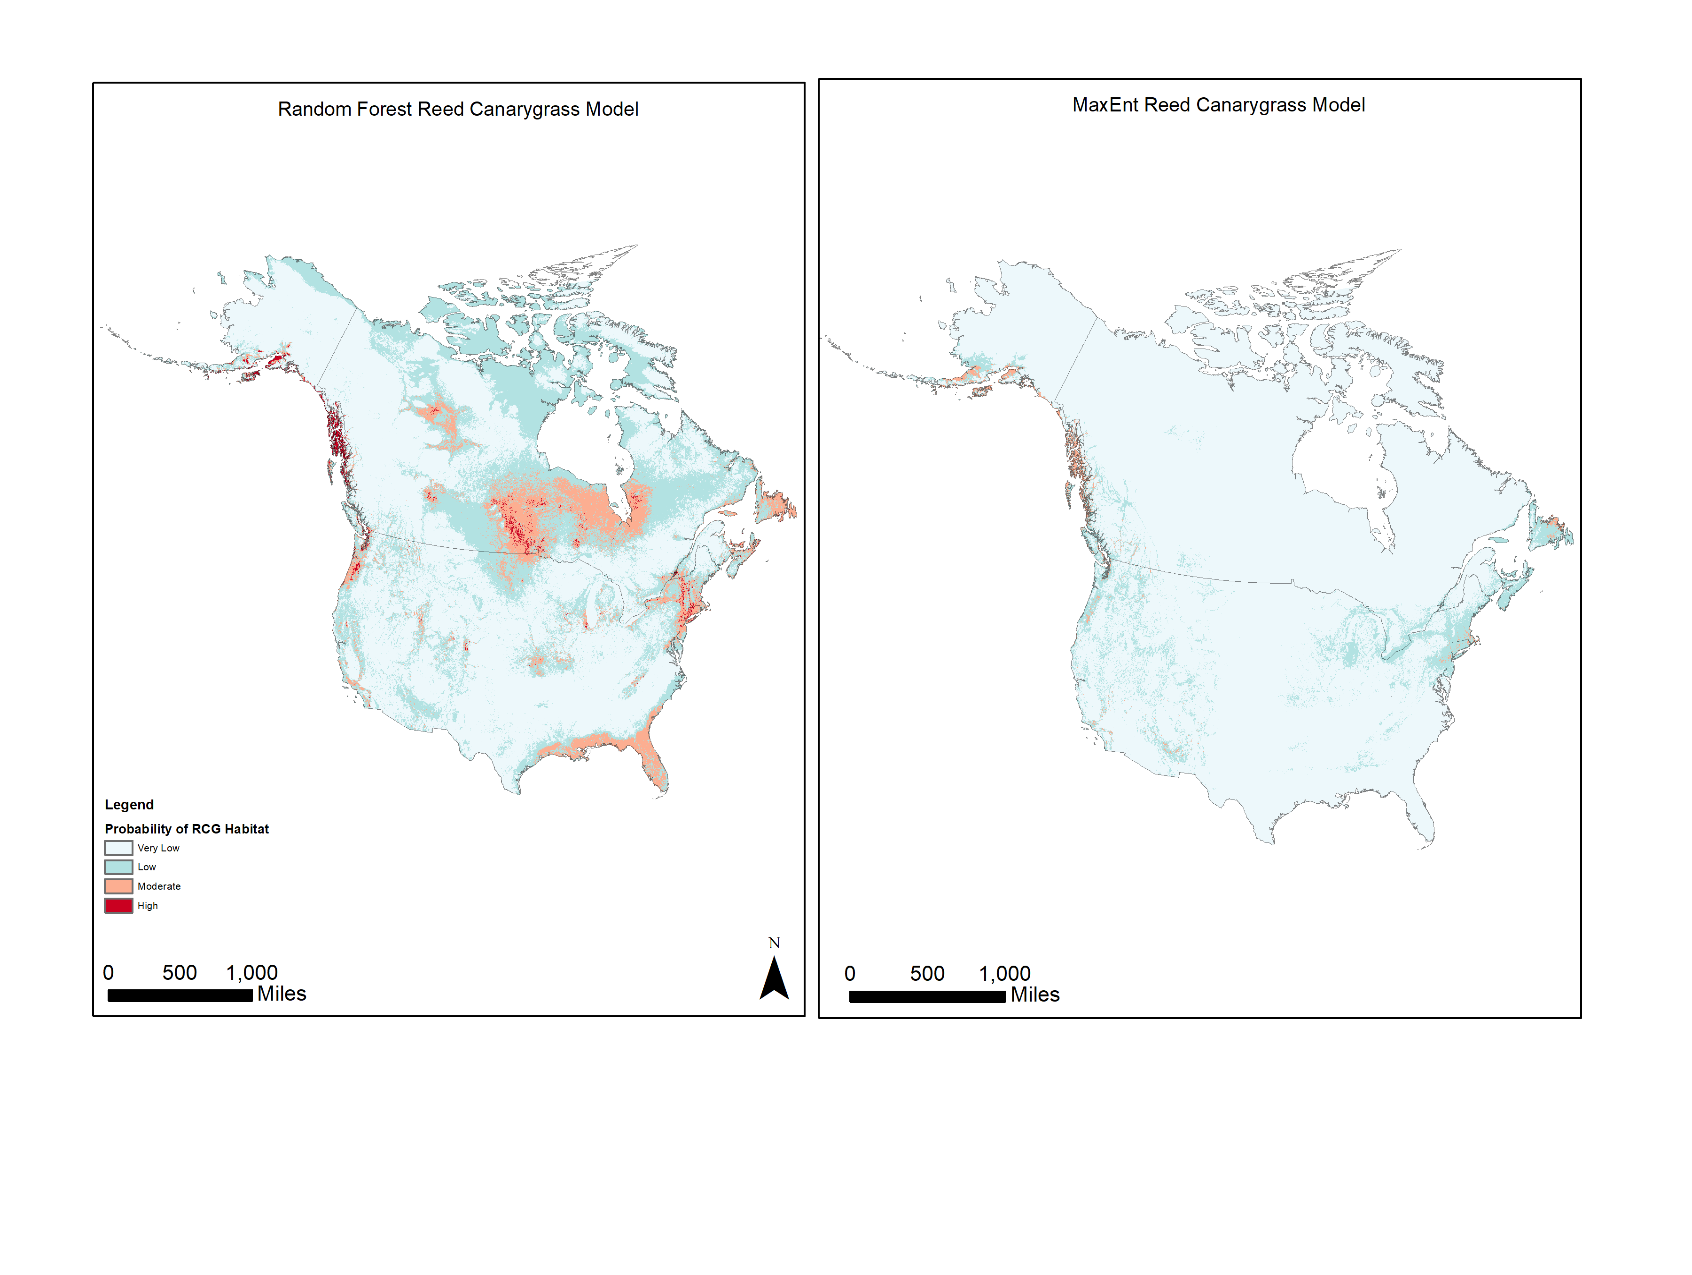 Random Forest Reed Canarygrass Model
MaxEnt Reed Canarygrass Model
Legend
Probability of RCG Habitat
Very Low
Low
Moderate
High
N
0 500 1,000
Miles
0 500 1,000
Miles